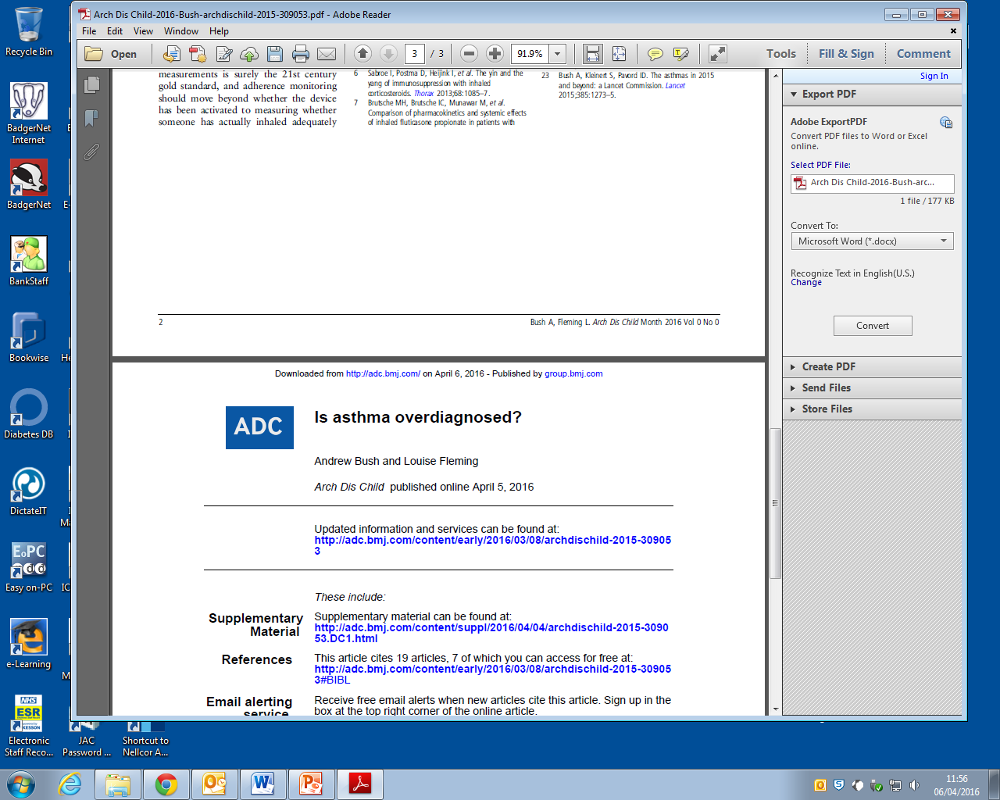 Arch Dis Child-2016-Bush-archdischild-2015-309053.pdf - Adobe Reader
File Edit View Window Help
Open
3 / 3
91.9%
Tools
Fill & Sign
Comment
Recycle Bin
BadgerNet
Internet
BadgerNet
BankStaff
Bookwise
Diabetes DB
DictateIT
EoPC
Easy on-PC
e-Learning
NHS
ESR
Electronic
Staff Reco...
JAC
Password ...
Shortcut to
Nellcor A...
measurements is surely the 21st century
gold standard, and adherence monitoring
should move beyond whether the device
has been activated to measuring whether
someone has actually inhaled adequately
6 Sabroe I, Postma D, Heijink I, et al. The yin and the
yang of immunosuppression with inhaled
corticosteroids. Thorax 2013;68:1085–7.
7 Brutsche MH, Brutsche IC, Munawar M, et al.
Comparison of pharmacokinetics and systemic effects
of inhaled fluticasone propionate in patients with
23 Bush A, Kleinert S, Pavord ID. The asthmas in 2015
and beyond: a Lancet Commission. Lancet
2015;385:1273–5.
2
Bush A, Fleming L. Arch Dis Child Month 2016 Vol 0 No 0
Downloaded from http://adc.bmj.com/ on April 6, 2016 - Published by group.bmj.com
ADC
Is asthma overdiagnosed?
Andrew Bush and Louise Fleming
Arch Dis Child published online April 5, 2016
Updated information and services can be found at:
http://adc.bmj.com/content/early/2016/03/08/archdischild-2015-30905
3
These include:
Supplementary
Material
Supplementary material can be found at:
http://adc.bmj.com/content/suppl/2016/04/04/archdischild-2015-3090
53.DC1.html
References
This article cites 19 articles, 7 of which you can access for free at:
http://adc.bmj.com/content/early/2016/03/08/archdischild-2015-30905
3#BIBL
Email alerting
service
Receive free email alerts when new articles cite this article. Sign up in the
box at the top right corner of the online article.
Sign In
Export PDF
Adobe ExportPDF
Convert PDF files to Word or Excel
online.
Select PDF File:
Arch Dis Child-2016-Bush-arc...
1 file / 177 KB
Convert To:
Microsoft Word (*.docx)
Recognize Text in English(U.S.)
Change
Convert
Create PDF
Send Files
Store Files
11:56
06/04/2016